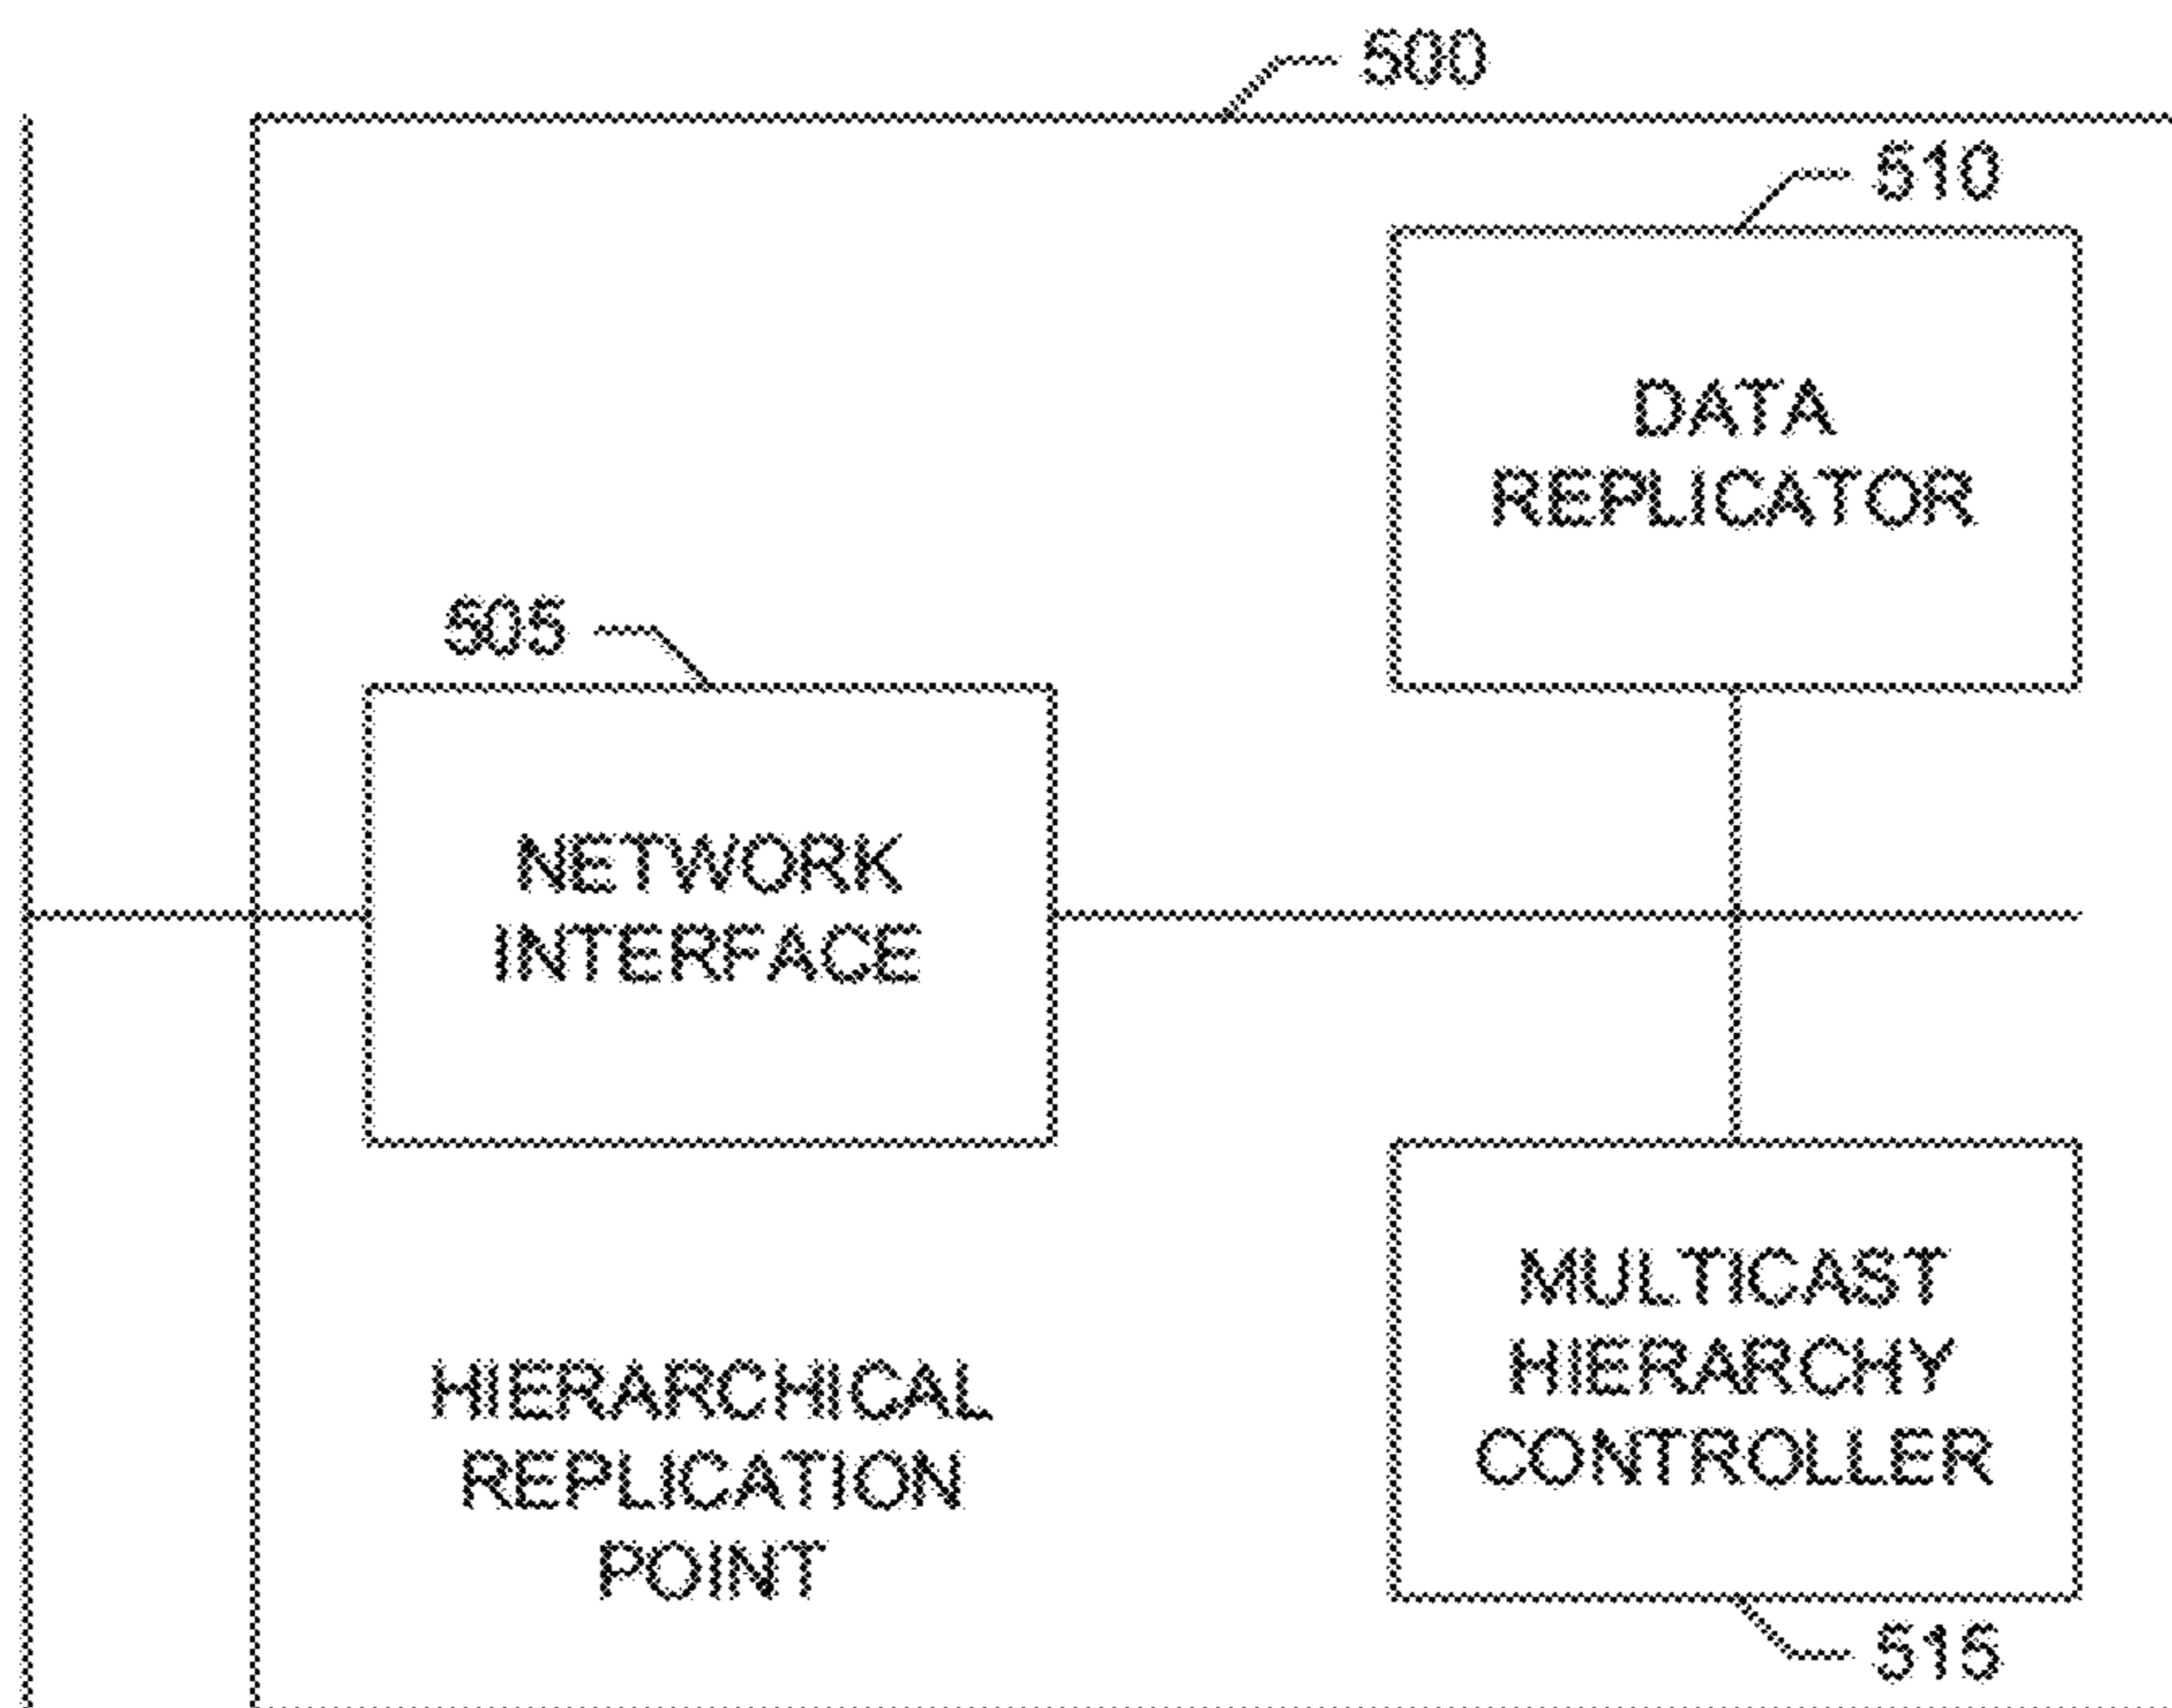 500
510
DATA
REPLICATOR
505
NETWORK
INTERFACE
MULTICAST
HIERARCHY
CONTROLLER
HIERARCHICAL
REPLICATION
POINT
515